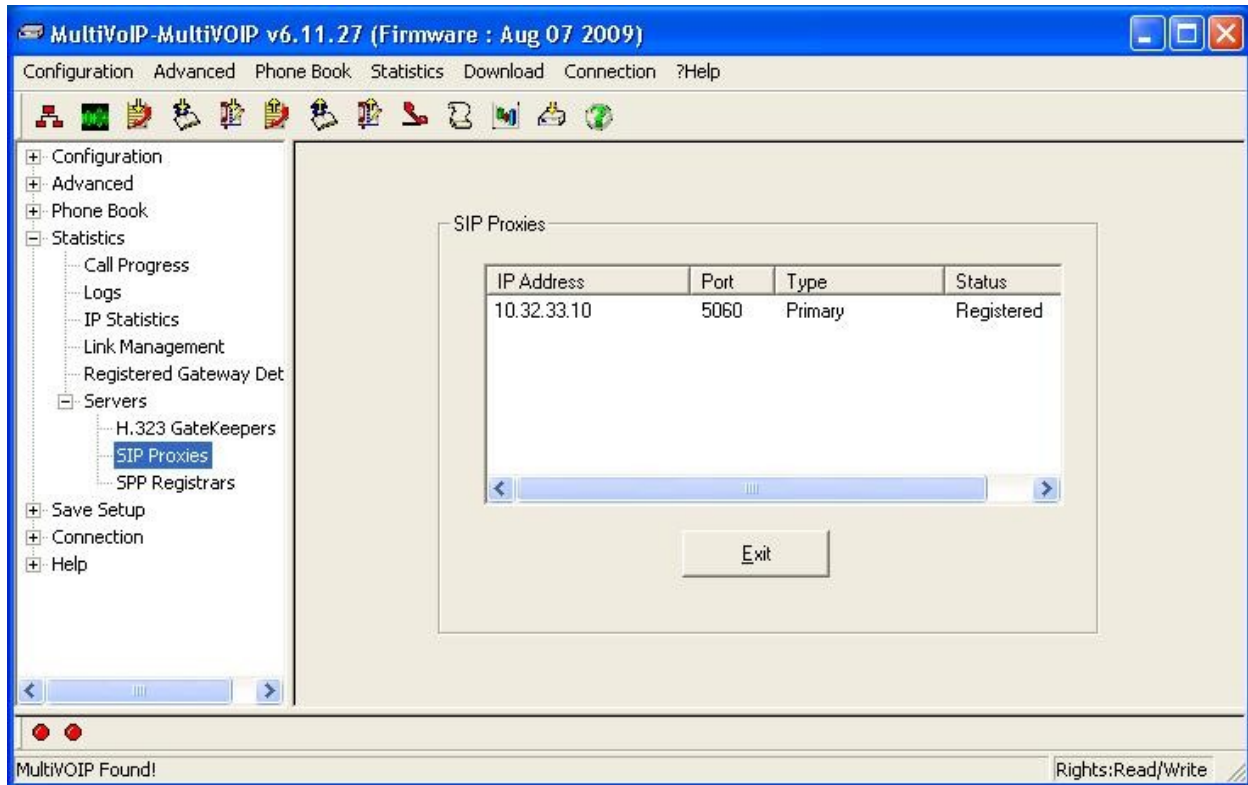 MultiVoIP-MultiVOIP v6.11.27 (Firmware : Aug 07 2009)
Configuration Advanced Phone Book Statistics Download Connection ?Help
Configuration
Advanced
Phone Book
Statistics
Call Progress
Logs
IP Statistics
Link Management
Registered Gateway Det
Servers
H.323 GateKeepers
SIP Proxies
SPP Registrars
Save Setup
Connection
Help
SIP Proxies
IP Address Port Type Status
10.32.33.10 5060 Primary Registered
Exit
MultiVOIP Found! Rights:Read/Write